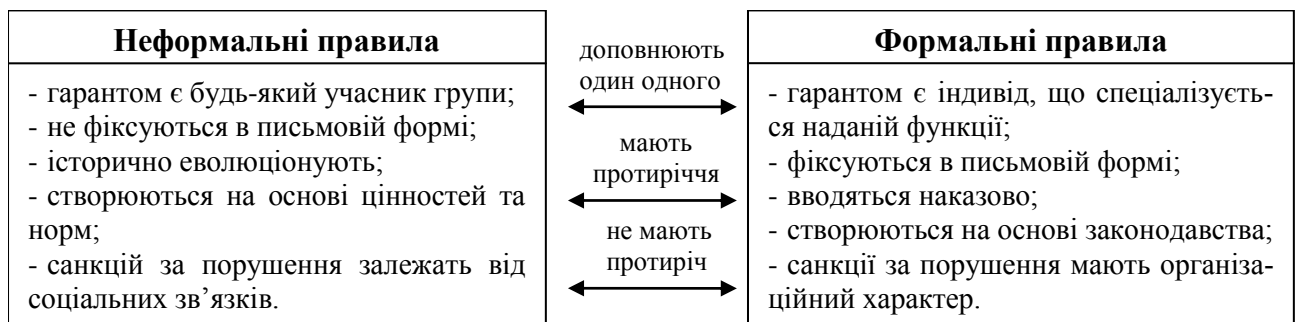 Неформальні правила
- гарантом є будь-який учасник групи;
- не фіксуються в письмовій формі;
- історично еволюціонують;
- створюються на основі цінностей та
норм;
- санкцій за порушення залежать від
соціальних зв’язків.
доповнюють
один одного
мають
протиріччя
не мають
протиріч
Формальні правила
- гарантом є індивід, що спеціалізуєть-
ся наданій функції;
- фіксуються в письмовій формі;
- вводяться наказово;
- створюються на основі законодавства;
- санкції за порушення мають організа-
ційний характер.